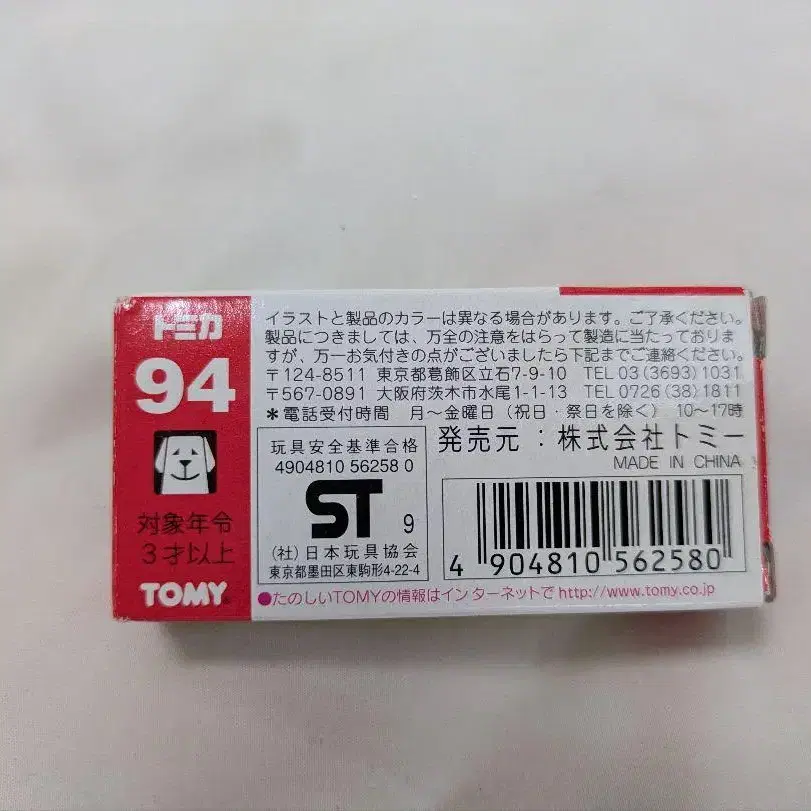 トミカ
94
対象年令
3才以上
TOMY
イラストと製品のカラーは異なる場合があります。ご了承ください。
製品につきましては、万全の注意をはらって製造に当たっておりま
すが、万一お気付きの点がございましたら下記までご連絡ください。
〒124-8511 東京都葛飾区立石7-9-10 TEL 03(3693)1031
〒567-0891 大阪府茨木市水尾1-1-13 TEL 0726(38)1811
*電話受付時間 月〜金曜日(祝日・祭日を除く) 10〜17時
玩具安全基準合格
4904810 56258 0
ST 9
(社)日本玩具協会
東京都墨田区東駒形4-22-4
発売元:株式会社トミー
MADE IN CHINA
4 904810 562580
●たのしいTOMYの情報はインターネットで http://www.tomy.co.jp